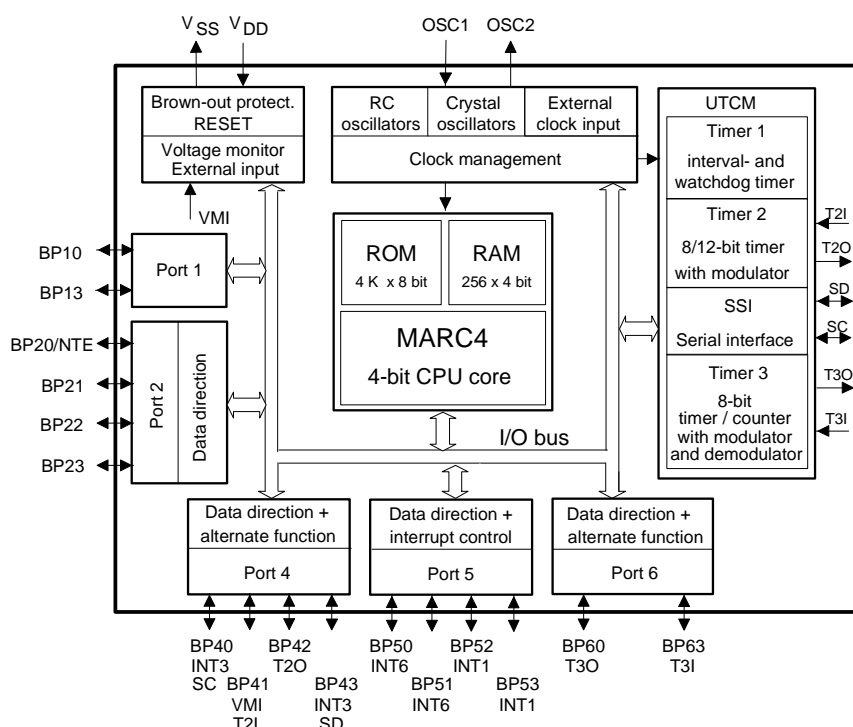 VSS
VDD
OSC1
OSC2
Brown-out protect.
RESET
Voltage monitor
External input
VMI
RC
oscillators
Crystal
oscillators
External
clock input
Clock management
UTCM
Timer 1
interval- and
watchdog timer
Timer 2
8/12-bit timer
with modulator
SSI
Serial interface
Timer 3
8-bit
timer / counter
with modulator
and demodulator
T2I
T2O
SD
SC
T3O
T3I
ROM
4 K x 8 bit
RAM
256 x 4 bit
MARC4
4-bit CPU core
I/O bus
BP10
BP13
Port 1
BP20/NTE
BP21
BP22
BP23
Port 2
Data direction
Data direction +
alternate function
Port 4
Data direction +
interrupt control
Port 5
Data direction +
alternate function
Port 6
BP40
INT3
SC
BP41
VMI
T2I
BP42
T2O
BP43
INT3
SD
BP50
INT6
BP51
INT6
BP52
INT1
BP53
INT1
BP60
T3O
BP63
T3I